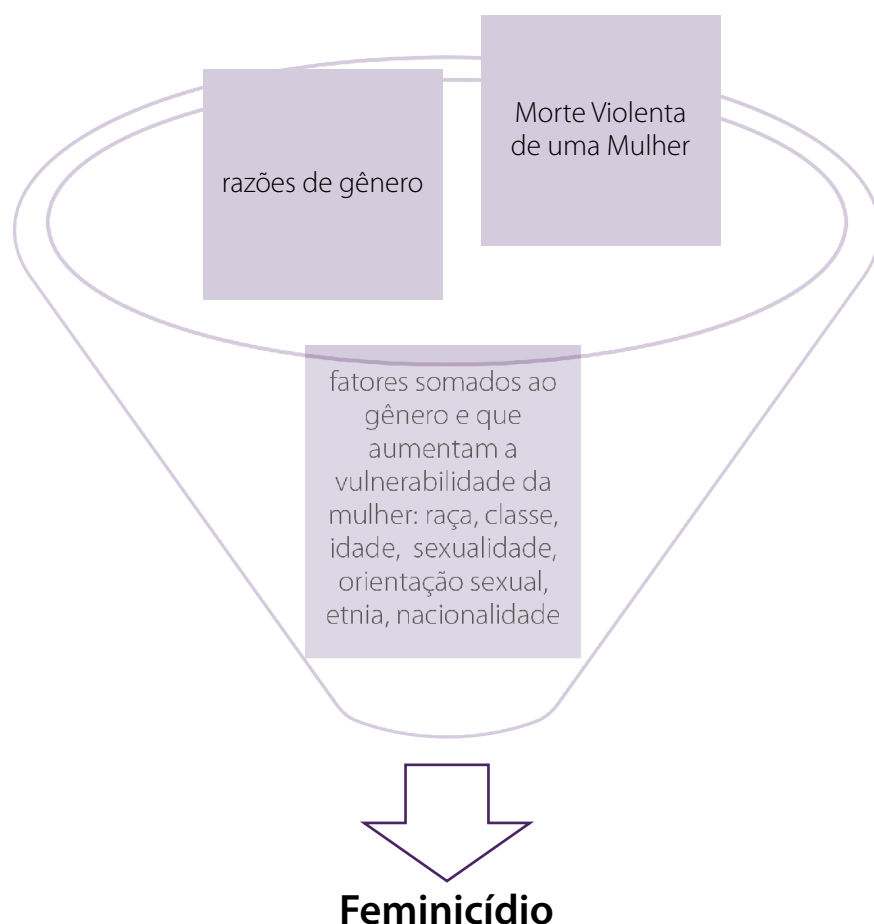 Morte Violenta
de uma Mulher
razões de gênero
fatores somados ao
gênero e que
aumentam a
vulnerabilidade da
mulher: raça, classe,
idade, sexualidade,
orientação sexual,
etnia, nacionalidade
Feminicídio